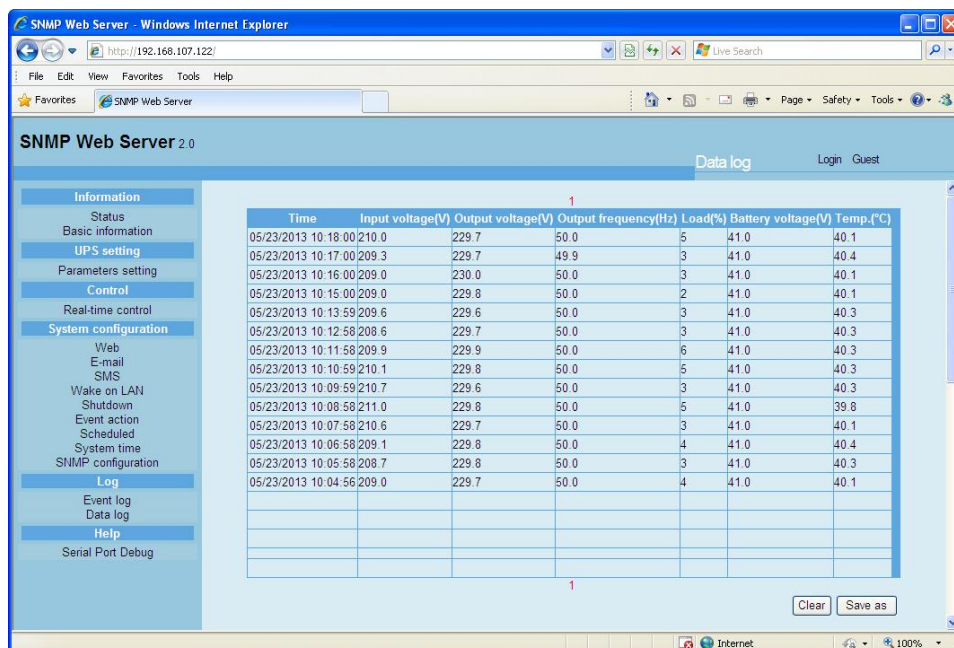 SNMP Web Server - Windows Internet Explorer
http://192.168.107.122/
Live Search
File Edit View Favorites Tools Help
Favorites SNMP Web Server Page Safety Tools
SNMP Web Server 2.0
Data log Login Guest
Information
Status
Basic information
UPS setting
Parameters setting
Control
Real-time control
System configuration
Web
E-mail
SMS
Wake on LAN
Shutdown
Event action
Scheduled
System time
SNMP configuration
Log
Event log
Data log
Help
Serial Port Debug
1
Time Input voltage(V) Output voltage(V) Output frequency(Hz) Load(%) Battery voltage(V) Temp.(°C)
05/23/2013 10:18:00 210.0 229.7 50.0 5 41.0 40.1
05/23/2013 10:17:00 209.3 229.7 49.9 3 41.0 40.4
05/23/2013 10:16:00 209.0 230.0 50.0 3 41.0 40.1
05/23/2013 10:15:00 209.0 229.8 50.0 2 41.0 40.1
05/23/2013 10:13:59 209.6 229.6 50.0 3 41.0 40.3
05/23/2013 10:12:58 208.6 229.7 50.0 3 41.0 40.3
05/23/2013 10:11:58 209.9 229.9 50.0 6 41.0 40.3
05/23/2013 10:10:59 210.1 229.8 50.0 5 41.0 40.3
05/23/2013 10:09:59 210.7 229.6 50.0 3 41.0 40.3
05/23/2013 10:08:58 211.0 229.8 50.0 5 41.0 39.8
05/23/2013 10:07:58 210.6 229.7 50.0 3 41.0 40.1
05/23/2013 10:06:58 209.1 229.8 50.0 4 41.0 40.4
05/23/2013 10:05:58 208.7 229.8 50.0 3 41.0 40.3
05/23/2013 10:04:56 209.0 229.7 50.0 4 41.0 40.1
1
Clear Save as
Internet 100%